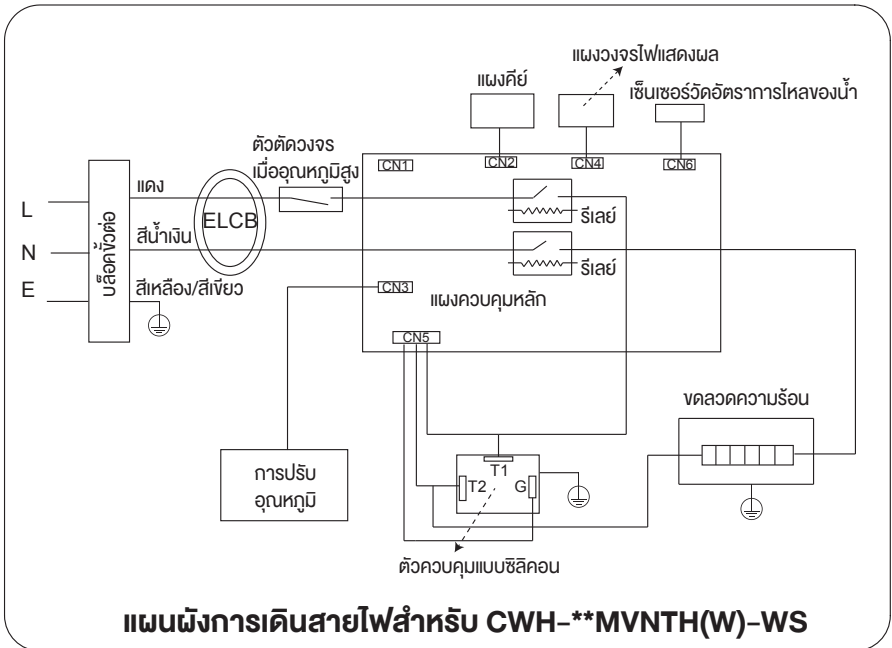 แผงวงจรไฟแสดงผล
แผงคีย์
เซ็นเซอร์วัดอัตราการไหลของน้ำ
ตัวตัดวงจร
เมื่ออุณหภูมิสูง
CN1
CN2
CN4
CN6
แดง
L
ELCB
รีเลย์
บล็อคขั้วต่อ
สีน้ำเงิน
N
รีเลย์
E
สีเหลือง/สีเขียว
CN3
แผงควบคุมหลัก
CN5
ขดลวดความร้อน
การปรับ
อุณหภูมิ
T1
T2
G
ตัวควบคุมแบบซิลิคอน
แผนผังการเดินสายไฟสำหรับ CWH-**MVNTH(W)-WS